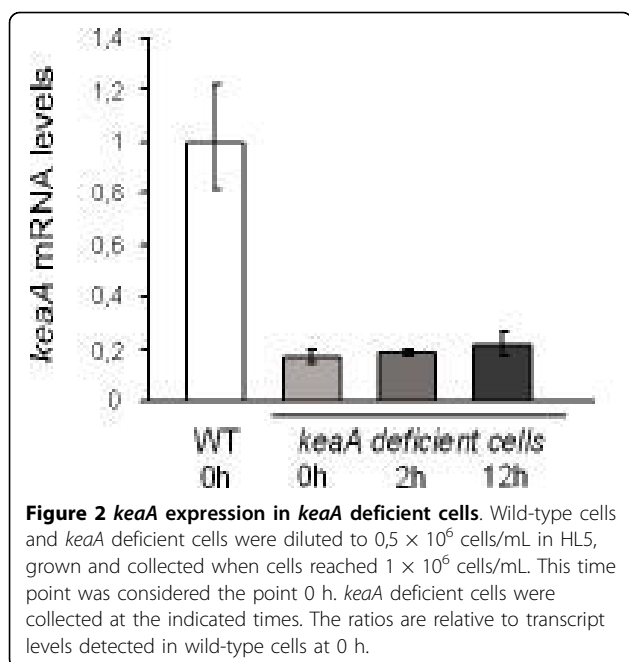 1,4
1,2
1
0,8
0,6
0,4
0,2
0
keaA mRNA levels
WT keaA deficient cells
0h 0h 2h 12h
Figure 2 keaA expression in keaA deficient cells. Wild-type cells
and keaA deficient cells were diluted to 0,5 × 10⁶ cells/mL in HL5,
grown and collected when cells reached 1 × 10⁶ cells/mL. This time
point was considered the point 0 h. keaA deficient cells were
collected at the indicated times. The ratios are relative to transcript
levels detected in wild-type cells at 0 h.